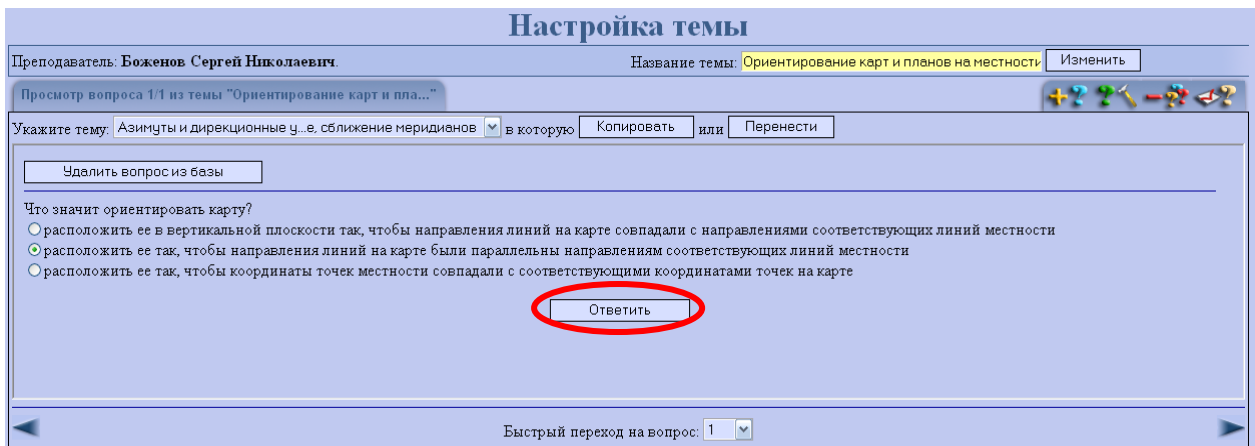 Настройка темы
Преподаватель: Боженов Сергей Николаевич. Название темы: Ориентирование карт и планов на местности Изменить
Просмотр вопроса 1/1 из темы "Ориентирование карт и пла..."
Укажите тему: Азимуты и дирекционные у...е, сближение меридианов в которую Копировать или Перенести
Удалить вопрос из базы
Что значит ориентировать карту?
расположить ее в вертикальной плоскости так, чтобы направления линий на карте совпадали с направлениями соответствующих линий местности
расположить ее так, чтобы направления линий на карте были параллельны направлениям соответствующих линий местности
расположить ее так, чтобы координаты точек местности совпадали с соответствующими координатами точек на карте
Ответить
Быстрый переход на вопрос: 1